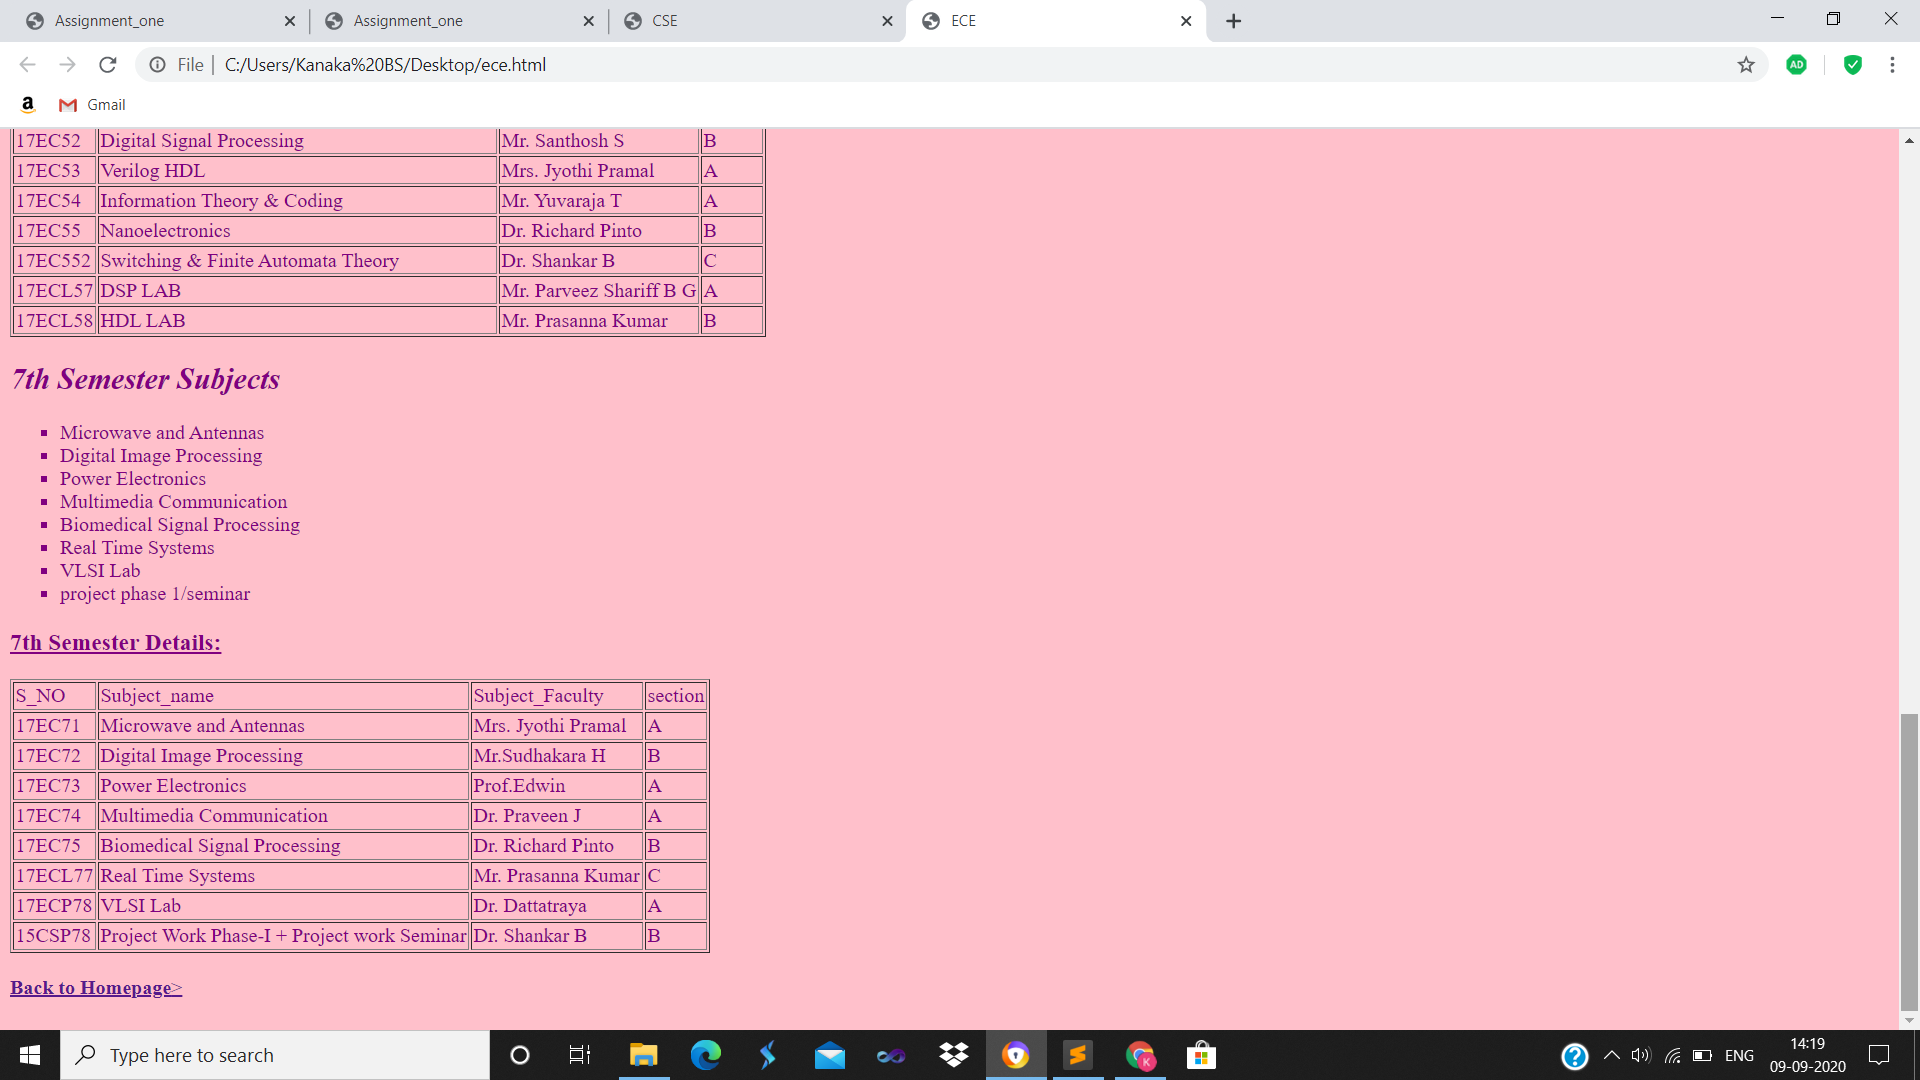 Assignment_one Assignment_one CSE ECE
File C:/Users/Kanaka%20BS/Desktop/ece.html AD
a Gmail
17EC52 Digital Signal Processing Mr. Santhosh S B
17EC53 Verilog HDL Mrs. Jyothi Pramal A
17EC54 Information Theory & Coding Mr. Yuvaraja T A
17EC55 Nanoelectronics Dr. Richard Pinto B
17EC552 Switching & Finite Automata Theory Dr. Shankar B C
17ECL57 DSP LAB Mr. Parveez Shariff B G A
17ECL58 HDL LAB Mr. Prasanna Kumar B
7th Semester Subjects
Microwave and Antennas
Digital Image Processing
Power Electronics
Multimedia Communication
Biomedical Signal Processing
Real Time Systems
VLSI Lab
project phase 1/seminar
7th Semester Details:
S_NO Subject_name Subject_Faculty section
17EC71 Microwave and Antennas Mrs. Jyothi Pramal A
17EC72 Digital Image Processing Mr.Sudhakara H B
17EC73 Power Electronics Prof.Edwin A
17EC74 Multimedia Communication Dr. Praveen J A
17EC75 Biomedical Signal Processing Dr. Richard Pinto B
17ECL77 Real Time Systems Mr. Prasanna Kumar C
17ECP78 VLSI Lab Dr. Dattatraya A
15CSP78 Project Work Phase-I + Project work Seminar Dr. Shankar B B
Back to Homepage>
Type here to search K ENG 14:19
09-09-2020